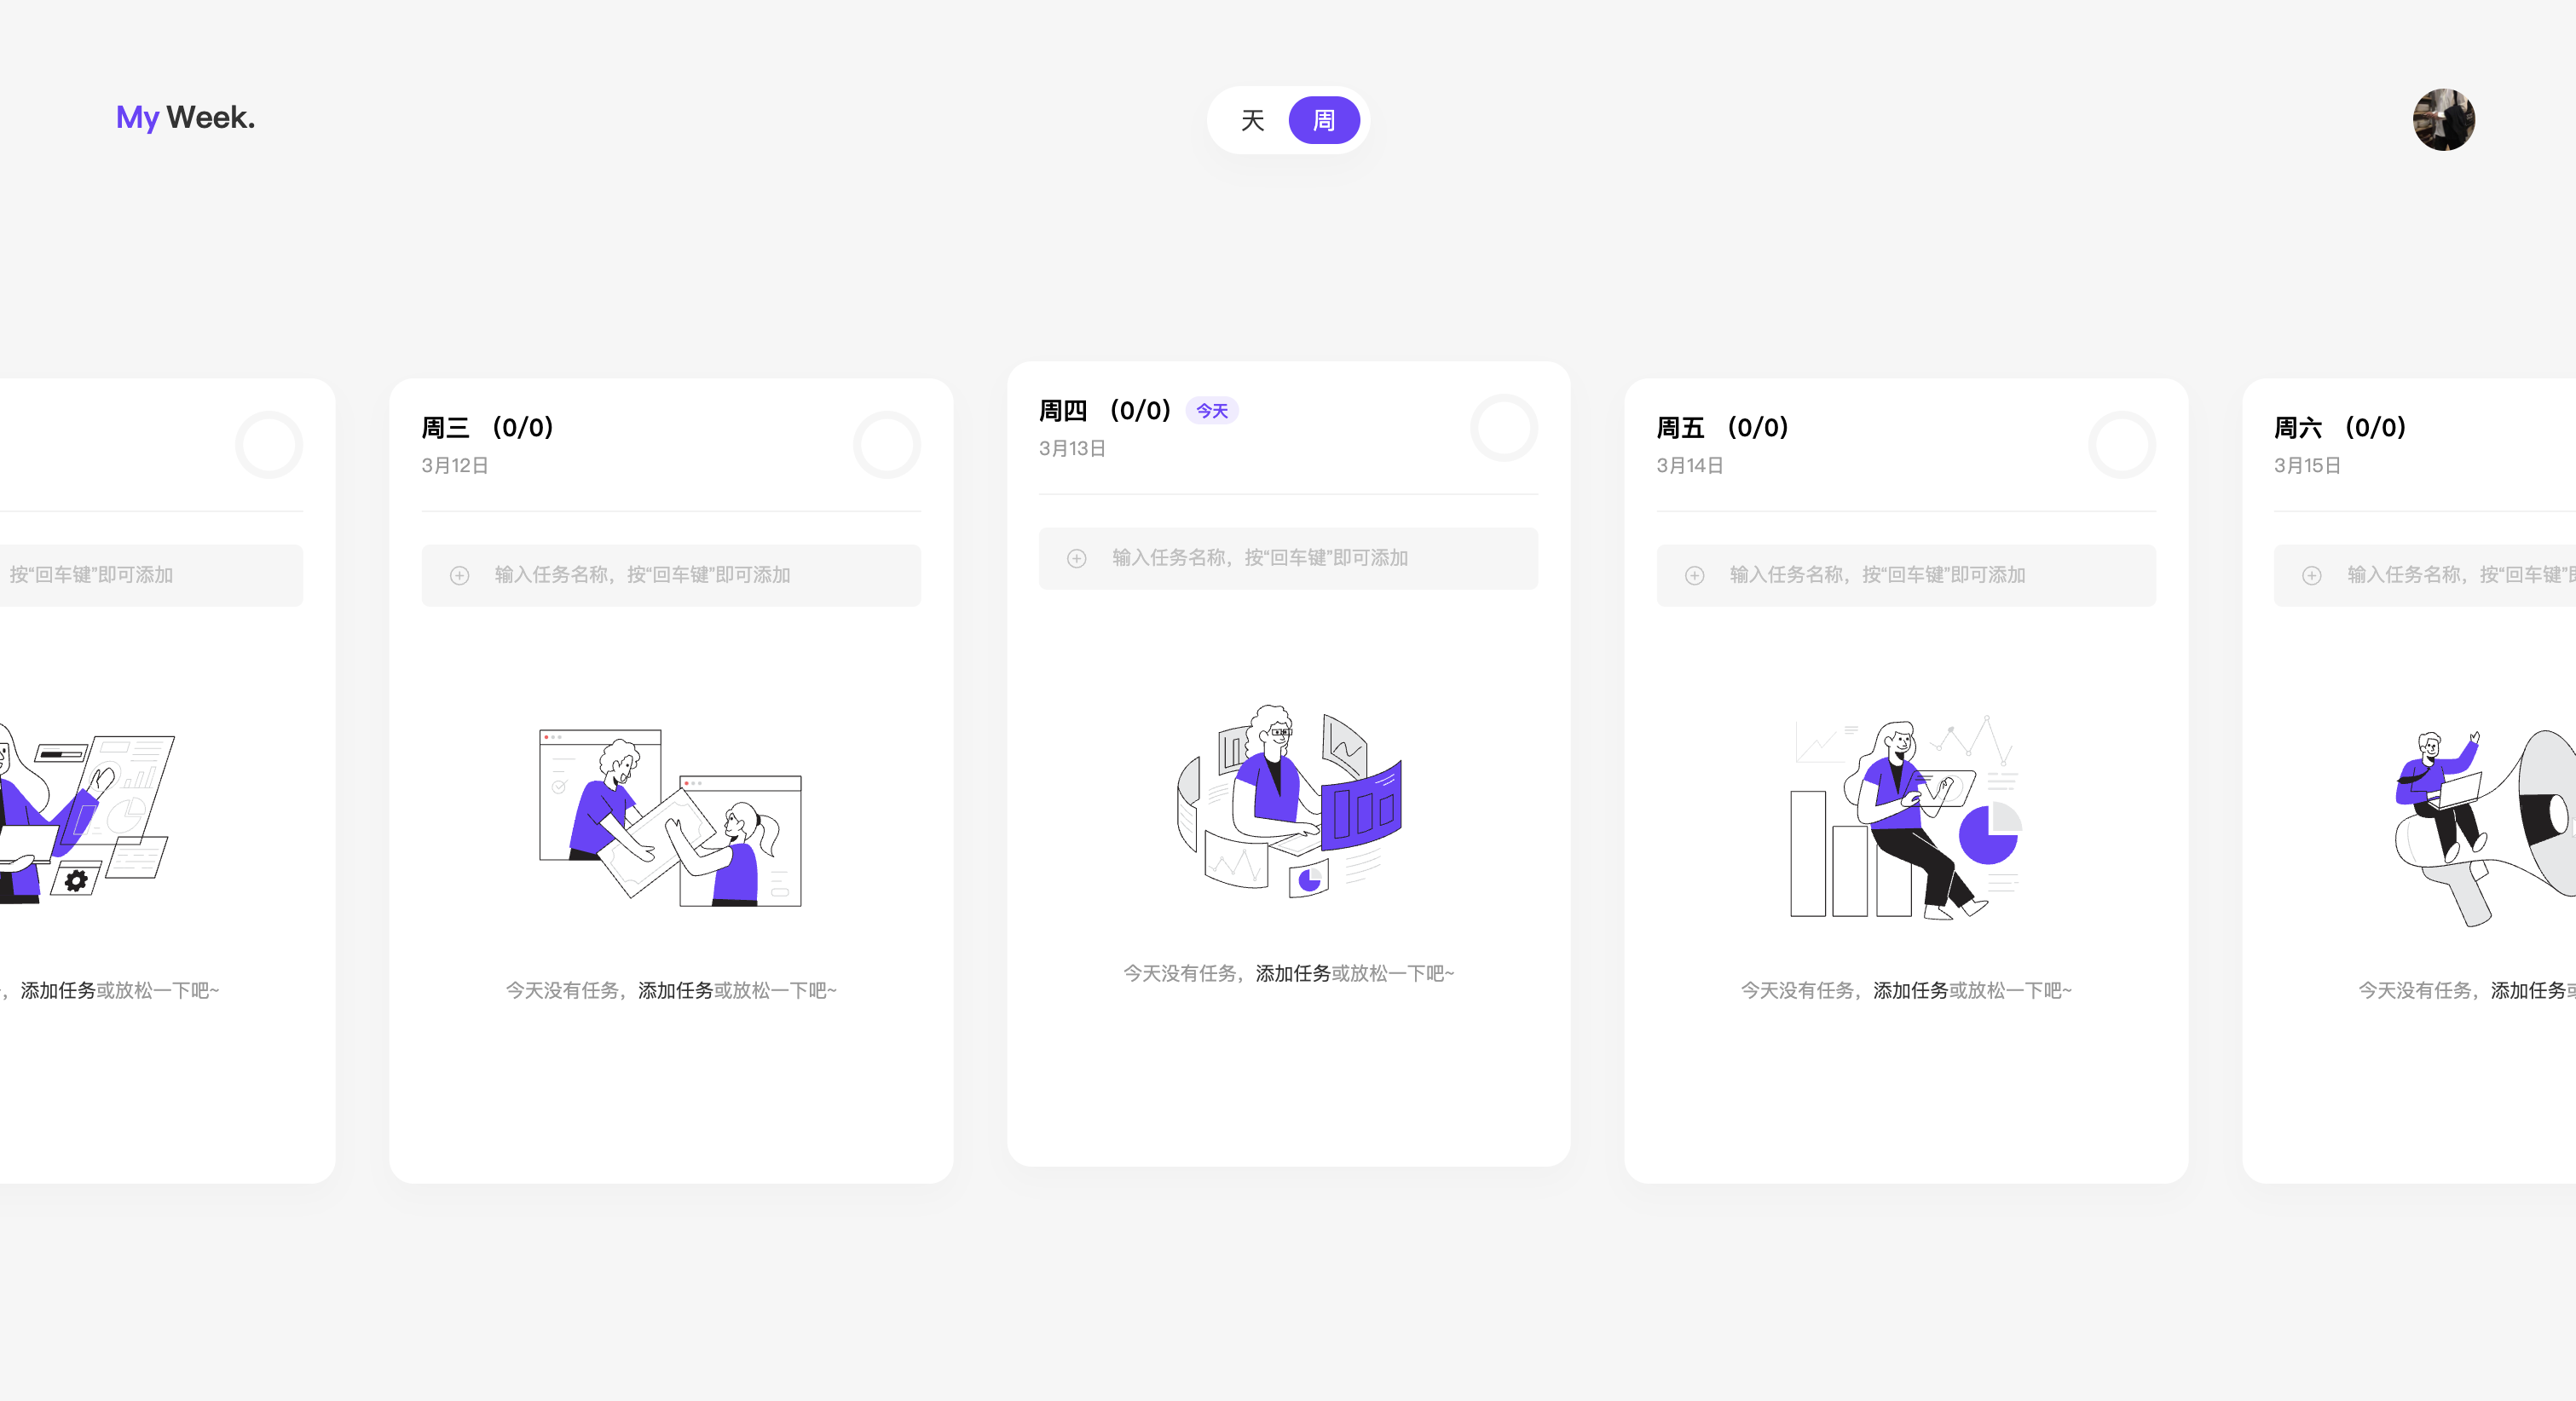 My Week.
天 周
按“回车键”即可添加
，添加任务或放松一下吧~
周三 （0/0）
3月12日
输入任务名称，按“回车键”即可添加
今天没有任务，添加任务或放松一下吧~
周四 （0/0） 今天
3月13日
输入任务名称，按“回车键”即可添加
今天没有任务，添加任务或放松一下吧~
周五 （0/0）
3月14日
输入任务名称，按“回车键”即可添加
今天没有任务，添加任务或放松一下吧~
周六 （0/0）
3月15日
输入任务名称，按“回车键”
今天没有任务，添加任务